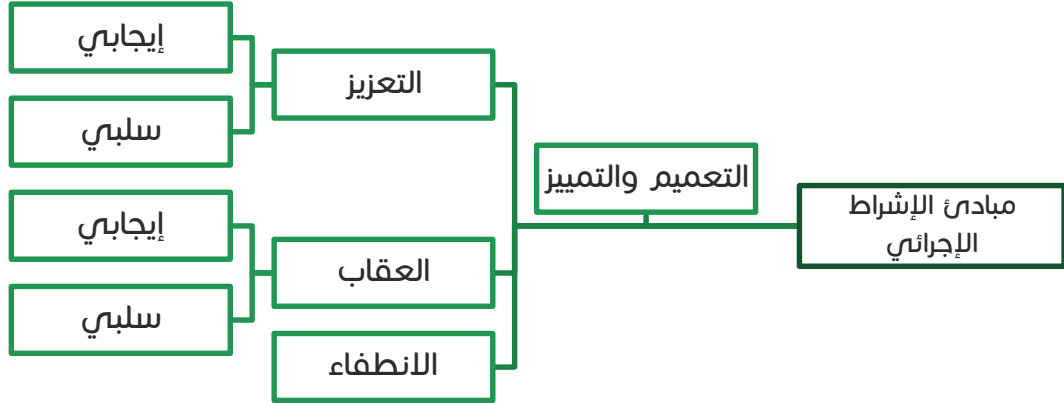 مبادئ الإشراط
الإجرائي
التعميم والتمييز
التعزيز
إيجابي
سلبي
العقاب
إيجابي
سلبي
الانطفاء